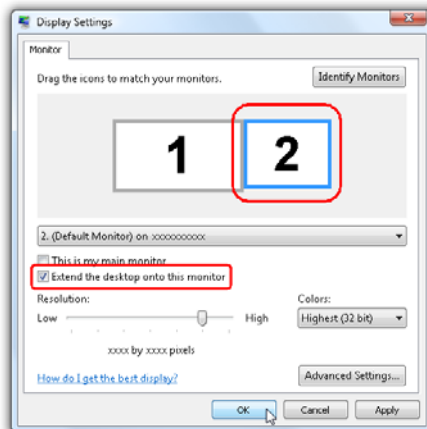 Display Settings
Monitor
Drag the icons to match your monitors.
Identify Monitors
1
2
2. (Default Monitor) on xxxxxxxxxx
This is my main monitor
Extend the desktop onto this monitor
Resolution:
Colors:
Low
High
Highest (32 bit)
xxxx by xxxx pixels
How do I get the best display?
Advanced Settings...
OK
Cancel
Apply